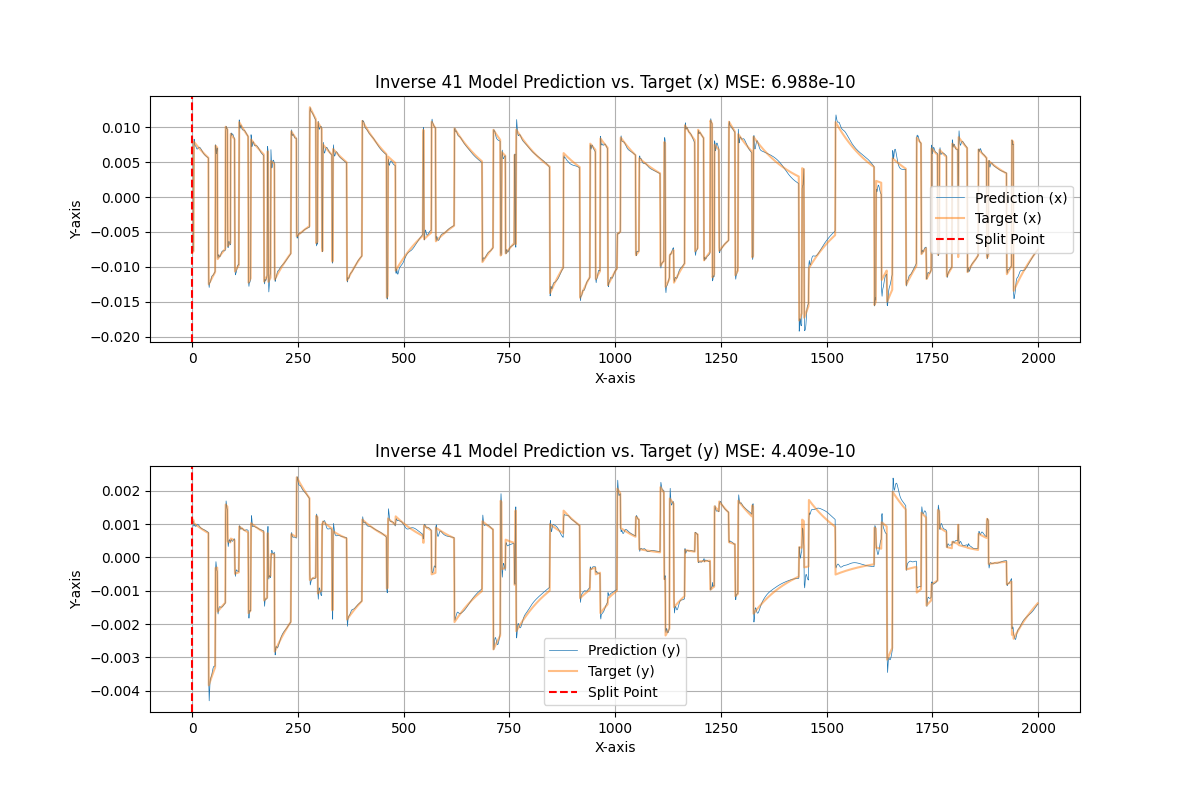 Inverse 41 Model Prediction vs. Target (x) MSE: 6.988e-10
0.010
0.005
0.000
−0.005
−0.010
−0.015
−0.020
Y-axis
Prediction (x)
Target (x)
Split Point
0 250 500 750 1000 1250 1500 1750 2000
X-axis
Inverse 41 Model Prediction vs. Target (y) MSE: 4.409e-10
0.002
0.001
0.000
−0.001
−0.002
−0.003
−0.004
Y-axis
Prediction (y)
Target (y)
Split Point
0 250 500 750 1000 1250 1500 1750 2000
X-axis